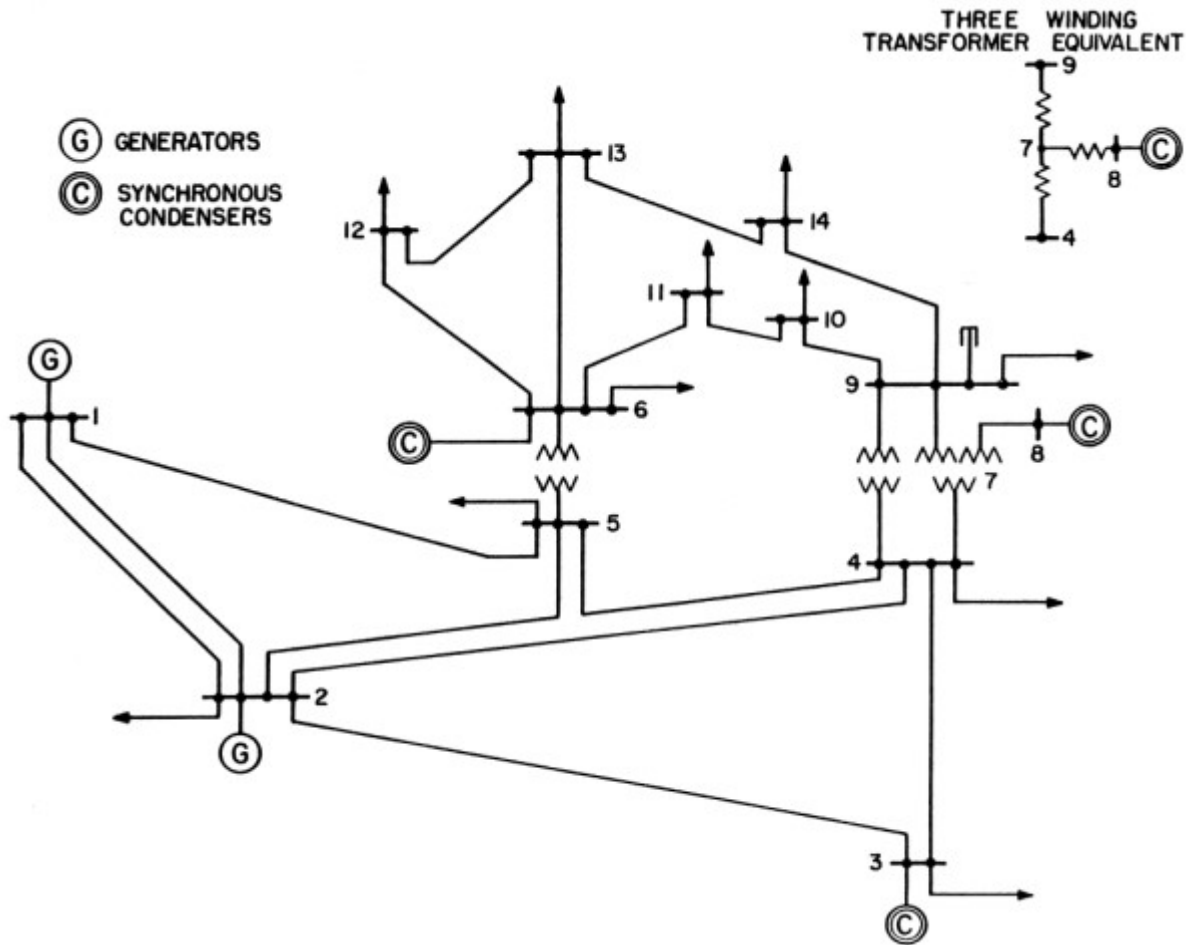 THREE WINDING
TRANSFORMER EQUIVALENT
9
7
C
8
4
G GENERATORS
C SYNCHRONOUS
CONDENSERS
13
12
14
11
10
G
1
9
6
C
8
C
7
5
4
2
G
3
C